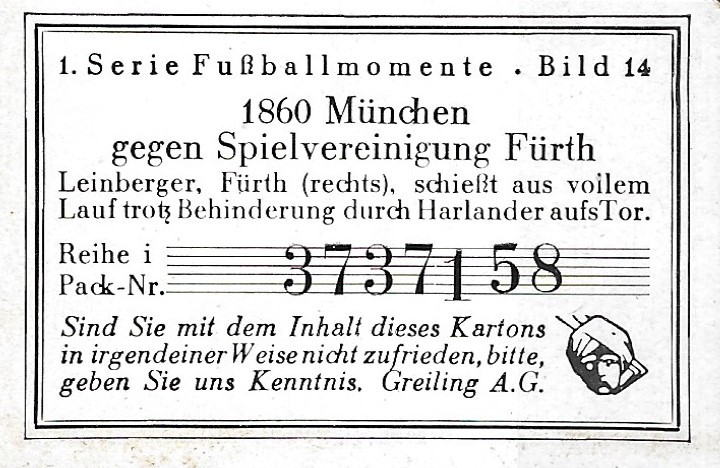 1. Serie Fußballmomente . Bild 14
1860 München
gegen Spielvereinigung Fürth
Leinberger, Fürth (rechts), schießt aus vollem
Lauf trotz Behinderung durch Harlander aufs Tor.
Reihe i
Pack-Nr. 3737158
Sind Sie mit dem Inhalt dieses Kartons
in irgendeiner Weise nicht zufrieden, bitte,
geben Sie uns Kenntnis. Greiling A.G.